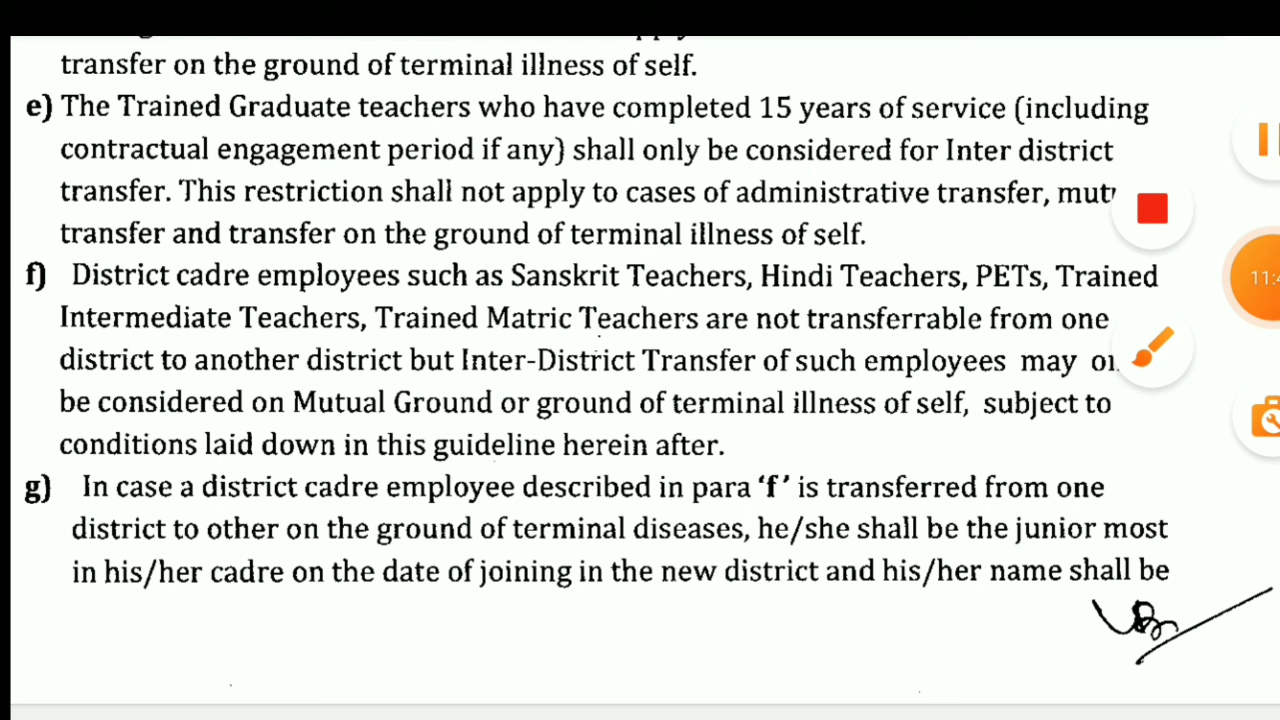 transfer on the ground of terminal illness of self.
e) The Trained Graduate teachers who have completed 15 years of service (including
contractual engagement period if any) shall only be considered for Inter district
transfer. This restriction shall not apply to cases of administrative transfer,
transfer and transfer on the ground of terminal illness of self.
f) District cadre employees such as Sanskrit Teachers, Hindi Teachers, PETs, Trained
Intermediate Teachers, Trained Matric Teachers are not transferrable from one
district to another district but Inter-District Transfer of such employees may
be considered on Mutual Ground or ground of terminal illness of self, subject to
conditions laid down in this guideline herein after.
g) In case a district cadre employee described in para ‘f’ is transferred from one
district to other on the ground of terminal diseases, he/she shall be the junior most
in his/her cadre on the date of joining in the new district and his/her name shall be